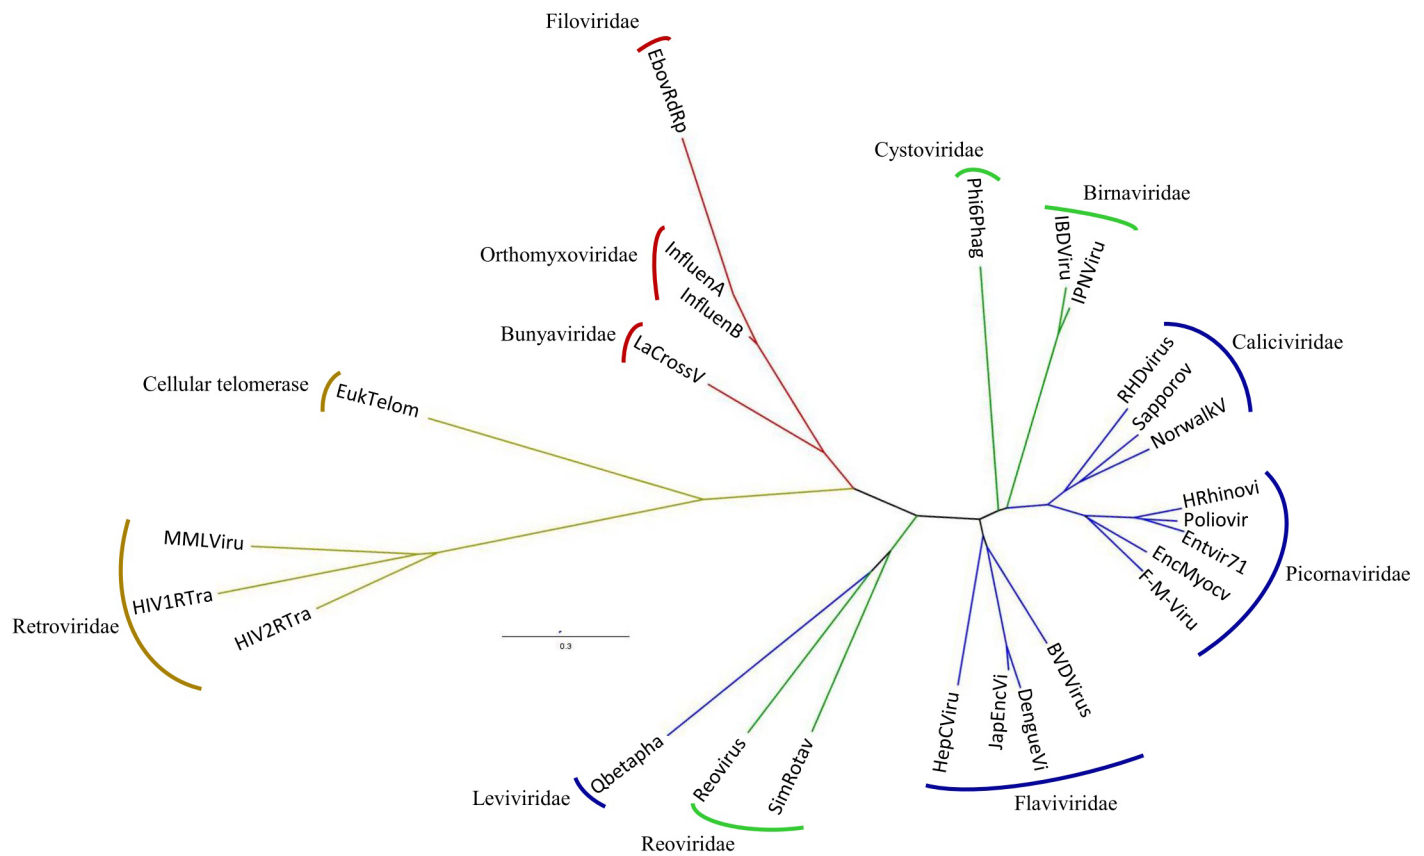 Filoviridae
EbovRdRp
Cystoviridae
Phi6Phag
Birnaviridae
IBDViru
IPNViru
Orthomyxoviridae
InfluenA
InfluenB
Bunyaviridae
LaCrossV
Caliciviridae
RHDvirus
Sapporov
NorwalkV
Cellular telomerase
EukTelom
HRhinovi
Poliovir
Entvir71
EncMyocv
F-M-Viru
Picornaviridae
MMLViru
HIV1RTra
HIV2RTra
Retroviridae
0.3
BVDVirus
HepCViru
JapEncVi
DengueVi
Flaviviridae
Qbetapha
Leviviridae
Reovirus
SimRotav
Reoviridae